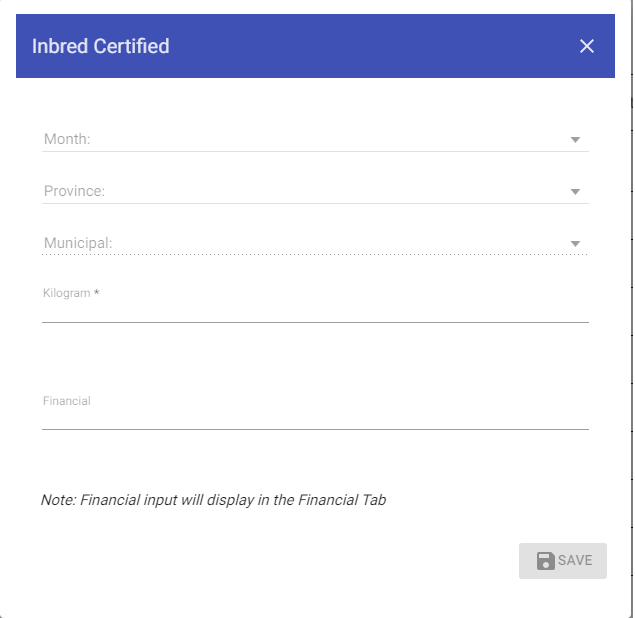 Inbred Certified
Month:
Province:
Municipal:
Kilogram *
Financial
Note: Financial input will display in the Financial Tab
SAVE